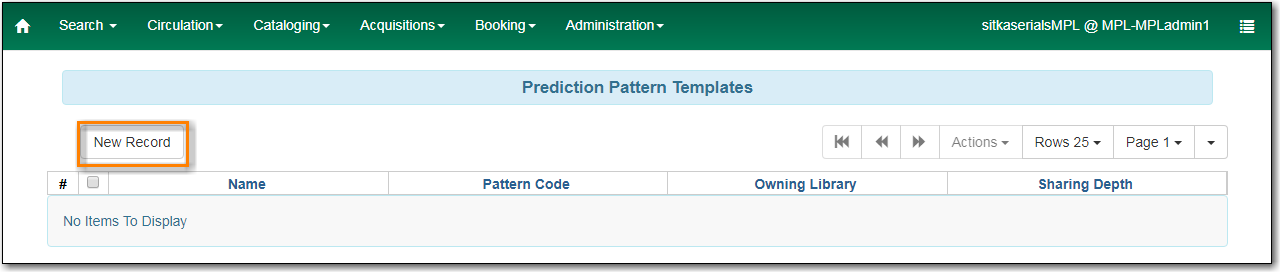 Search Circulation Cataloging Acquisitions Booking Administration sitkaserialsMPL @ MPL-MPLadmin1
Prediction Pattern Templates
New Record Actions Rows 25 Page 1
# Name Pattern Code Owning Library Sharing Depth
No Items To Display